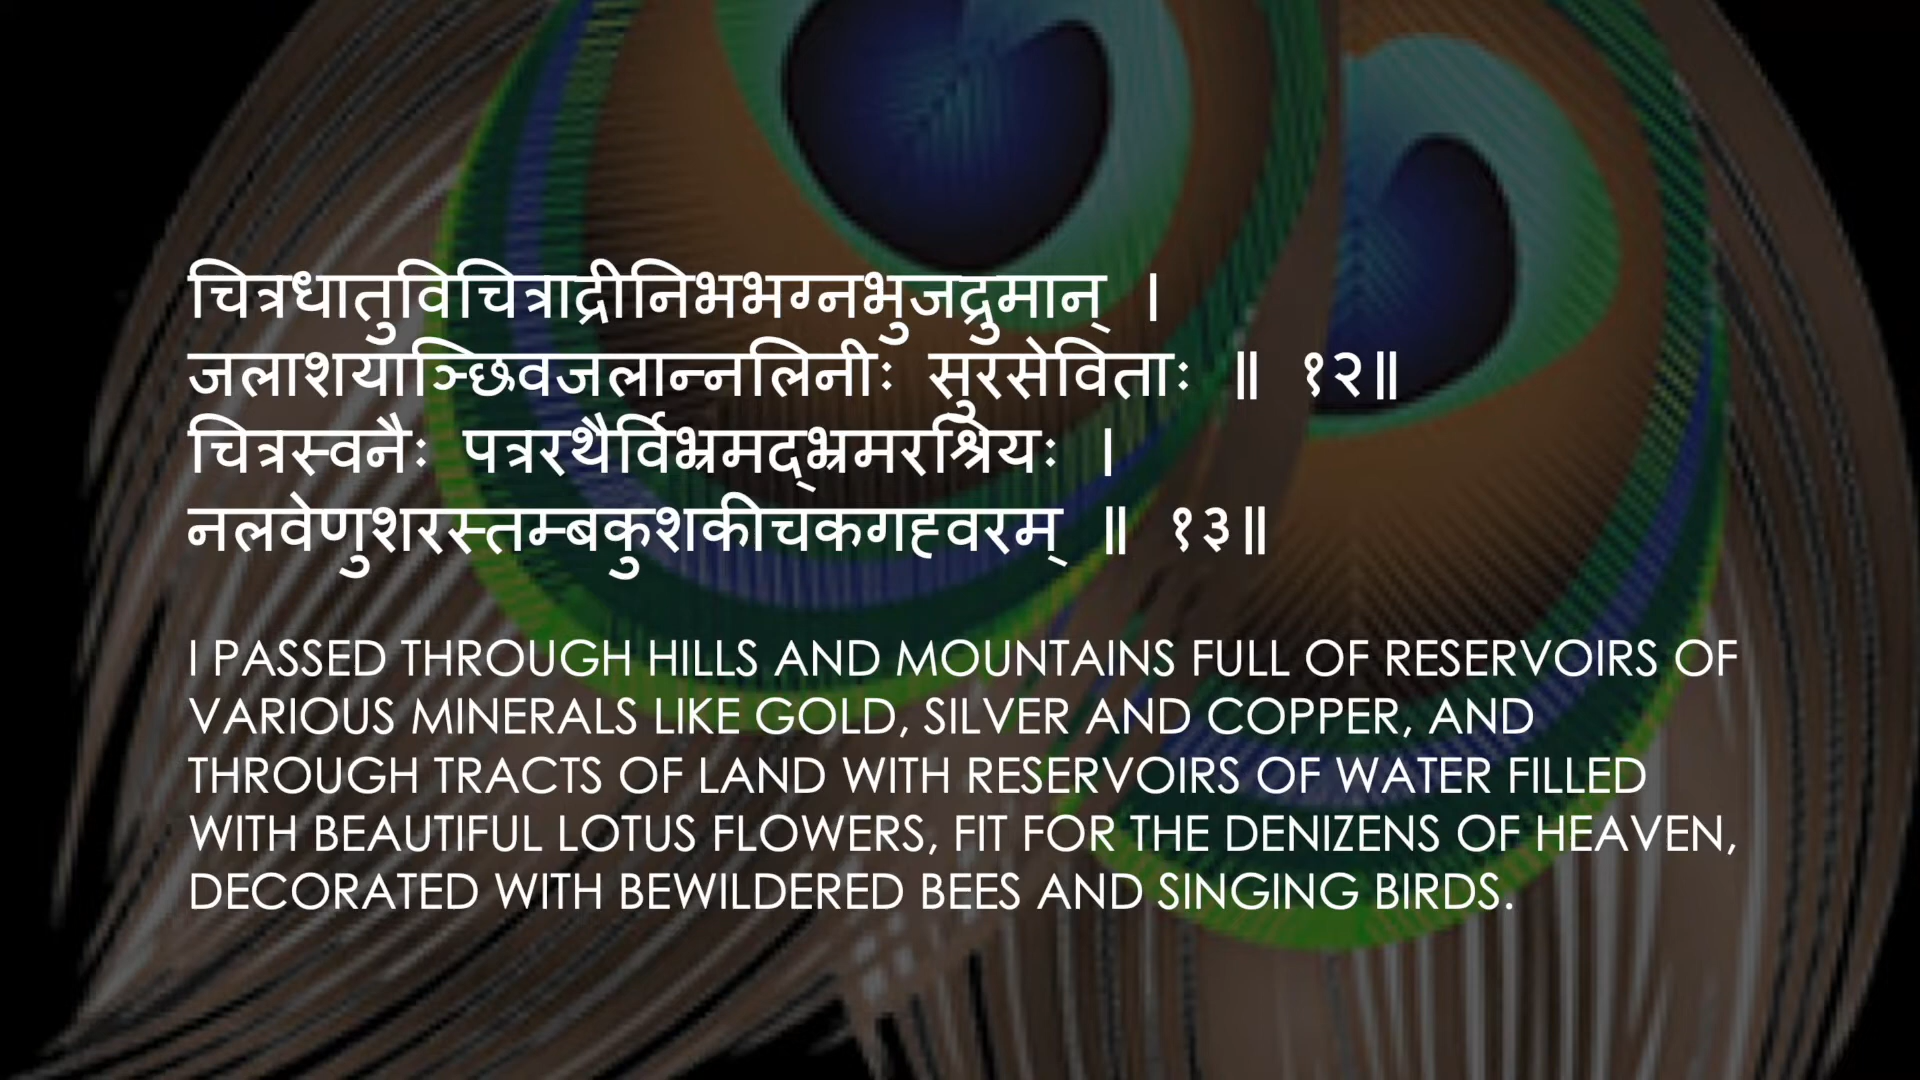 चित्रधातुविचित्राद्रीनिभभग्नभुजद्रुमान् ।
जलाशयाञ्छिवजलान्नलिनीः सुरसेविताः ॥ १२॥
चित्रस्वनैः पत्ररथैर्विभ्रमद्भ्रमरश्रियः ।
नलवेणुशरस्तम्बकुशकीचकगह्वरम् ॥ १३॥
I PASSED THROUGH HILLS AND MOUNTAINS FULL OF RESERVOIRS OF
VARIOUS MINERALS LIKE GOLD, SILVER AND COPPER, AND
THROUGH TRACTS OF LAND WITH RESERVOIRS OF WATER FILLED
WITH BEAUTIFUL LOTUS FLOWERS, FIT FOR THE DENIZENS OF HEAVEN,
DECORATED WITH BEWILDERED BEES AND SINGING BIRDS.